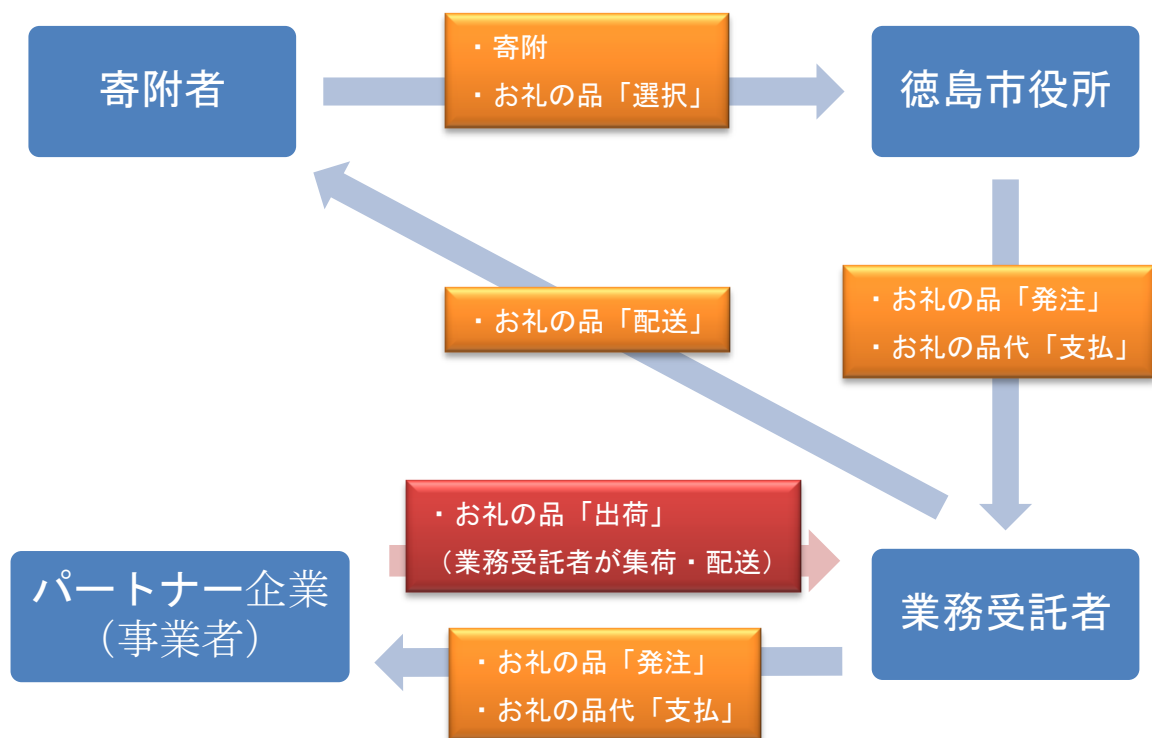 寄附者
・寄附
・お礼の品「選択」
徳島市役所
・お礼の品「配送」
・お礼の品「発注」
・お礼の品代「支払」
・お礼の品「出荷」
（業務受託者が集荷・配送）
パートナー企業
（事業者）
業務受託者
・お礼の品「発注」
・お礼の品代「支払」